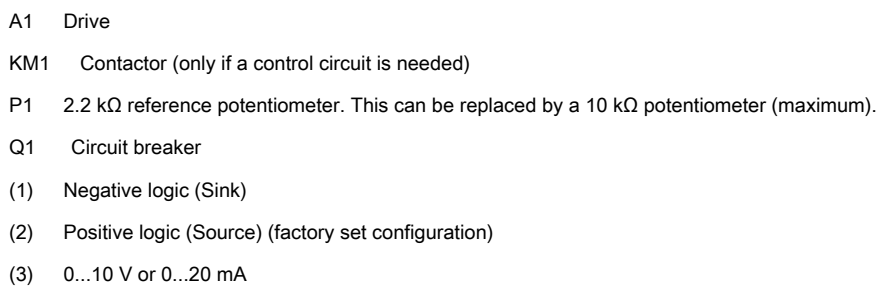 A1 Drive
KM1 Contactor (only if a control circuit is needed)
P1 2.2 kΩ reference potentiometer. This can be replaced by a 10 kΩ potentiometer (maximum).
Q1 Circuit breaker
(1) Negative logic (Sink)
(2) Positive logic (Source) (factory set configuration)
(3) 0...10 V or 0...20 mA